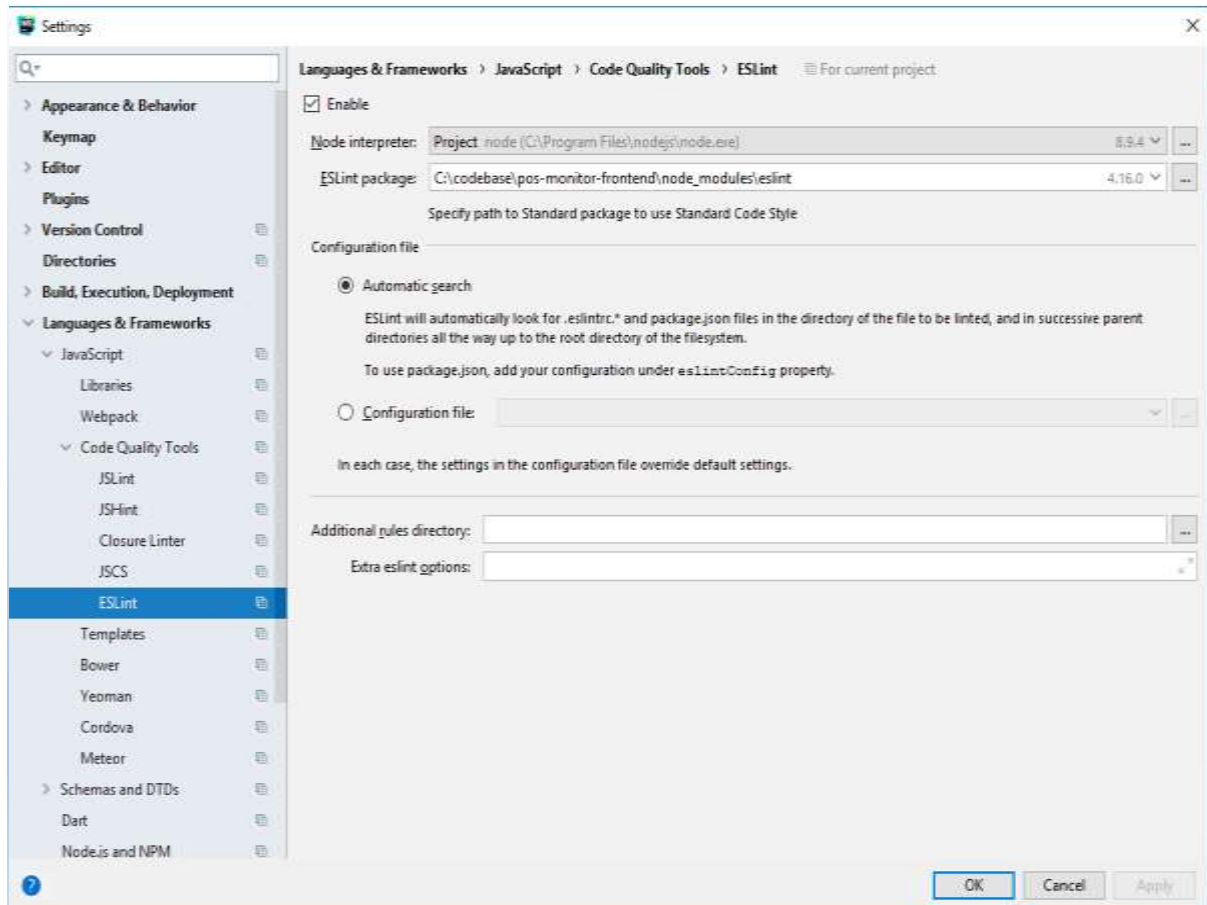 Settings
Appearance & Behavior
Keymap
Editor
Plugins
Version Control
Directories
Build, Execution, Deployment
Languages & Frameworks
JavaScript
Libraries
Webpack
Code Quality Tools
JSLint
JSHint
Closure Linter
JSCS
ESLint
Templates
Bower
Yeoman
Cordova
Meteor
Schemas and DTDs
Dart
Node.js and NPM
Languages & Frameworks > JavaScript > Code Quality Tools > ESLint For current project
Enable
Node interpreter: Project node (C:\Program Files\nodejs\node.exe) 8.9.4 ...
ESLint package: C:\codebase\pos-monitor-frontend\node_modules\eslint 4.16.0 ...
Specify path to Standard package to use Standard Code Style
Configuration file
Automatic search
ESLint will automatically look for .eslintrc.* and package.json files in the directory of the file to be linted, and in successive parent
directories all the way up to the root directory of the filesystem.
To use package.json, add your configuration under eslintConfig property.
Configuration file: ...
In each case, the settings in the configuration file override default settings.
Additional rules directory: ...
Extra eslint options:
? OK Cancel Apply